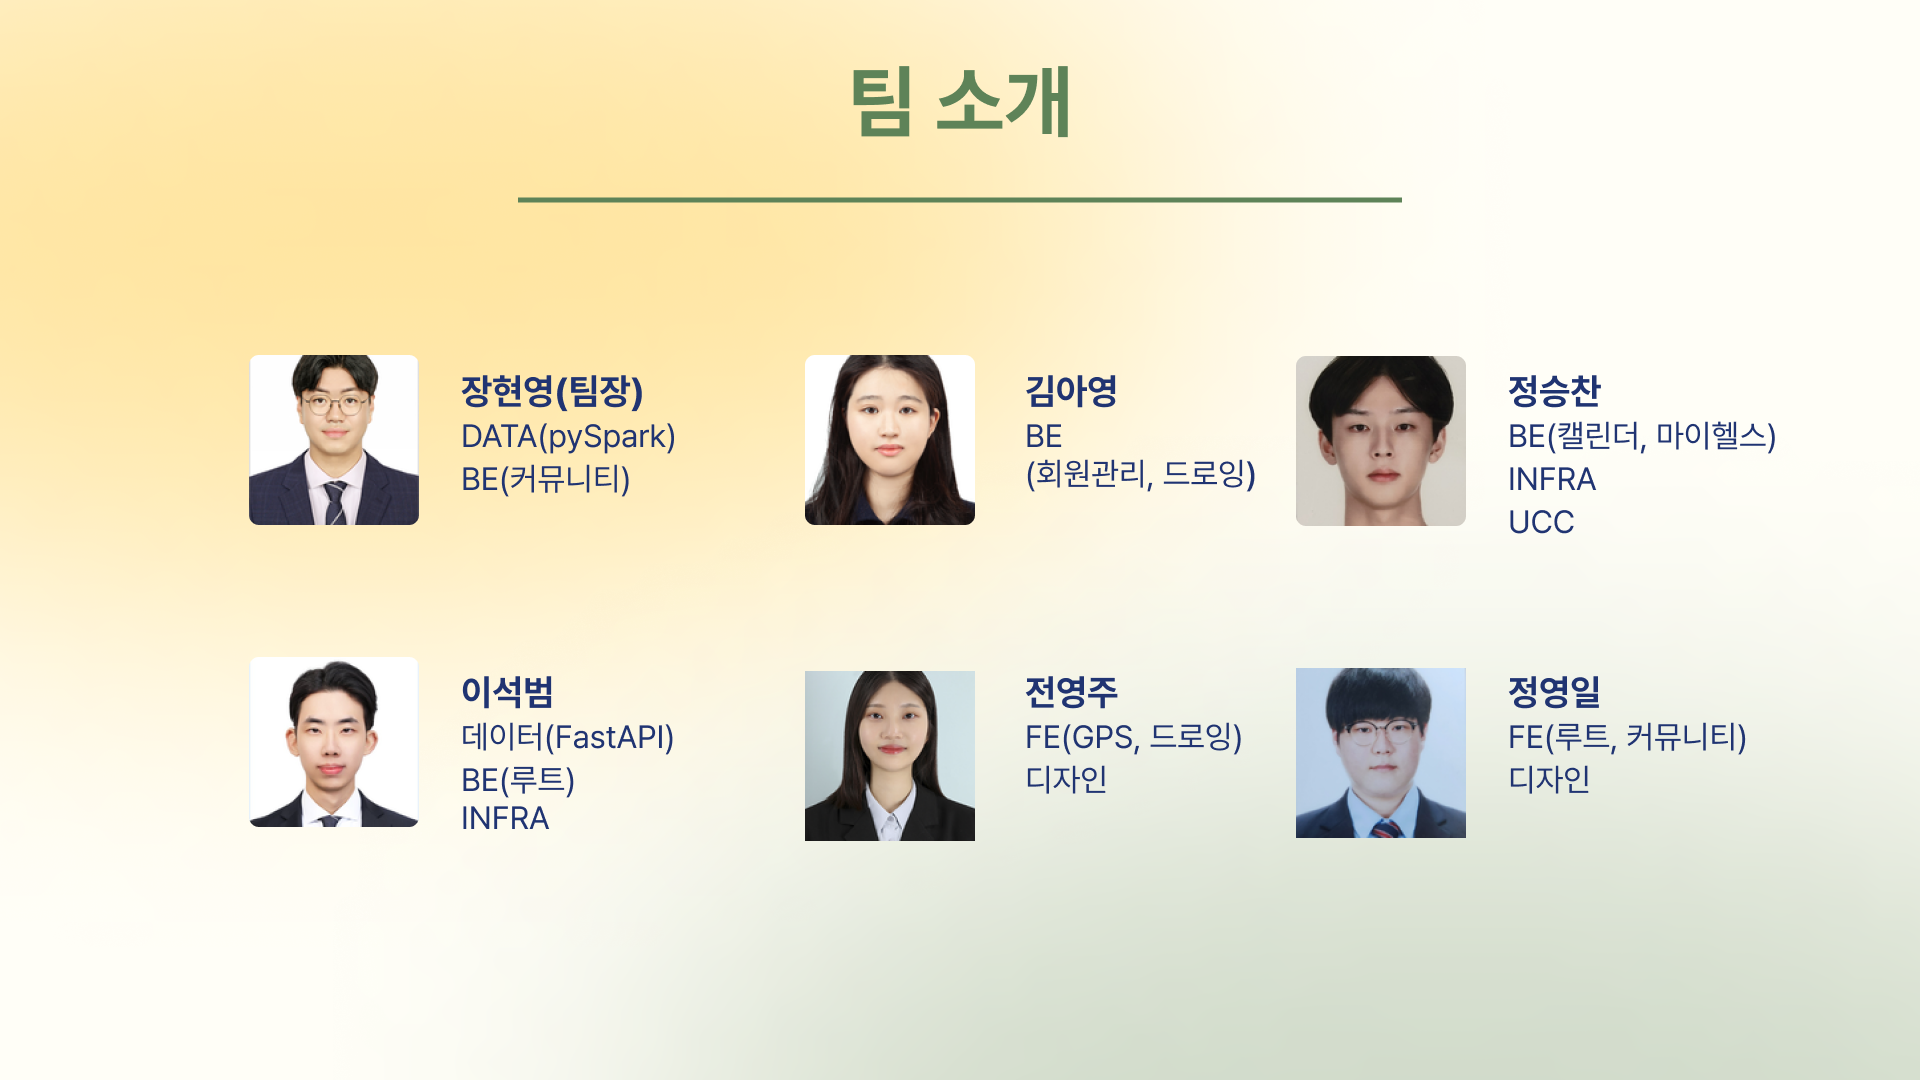 팀 소개
장현영(팀장)
DATA(pySpark)
BE(커뮤니티)
김아영
BE
(회원관리, 드로잉)
정승찬
BE(캘린더, 마이헬스)
INFRA
UCC
이석범
데이터(FastAPI)
BE(루트)
INFRA
전영주
FE(GPS, 드로잉)
디자인
정영일
FE(루트, 커뮤니티)
디자인